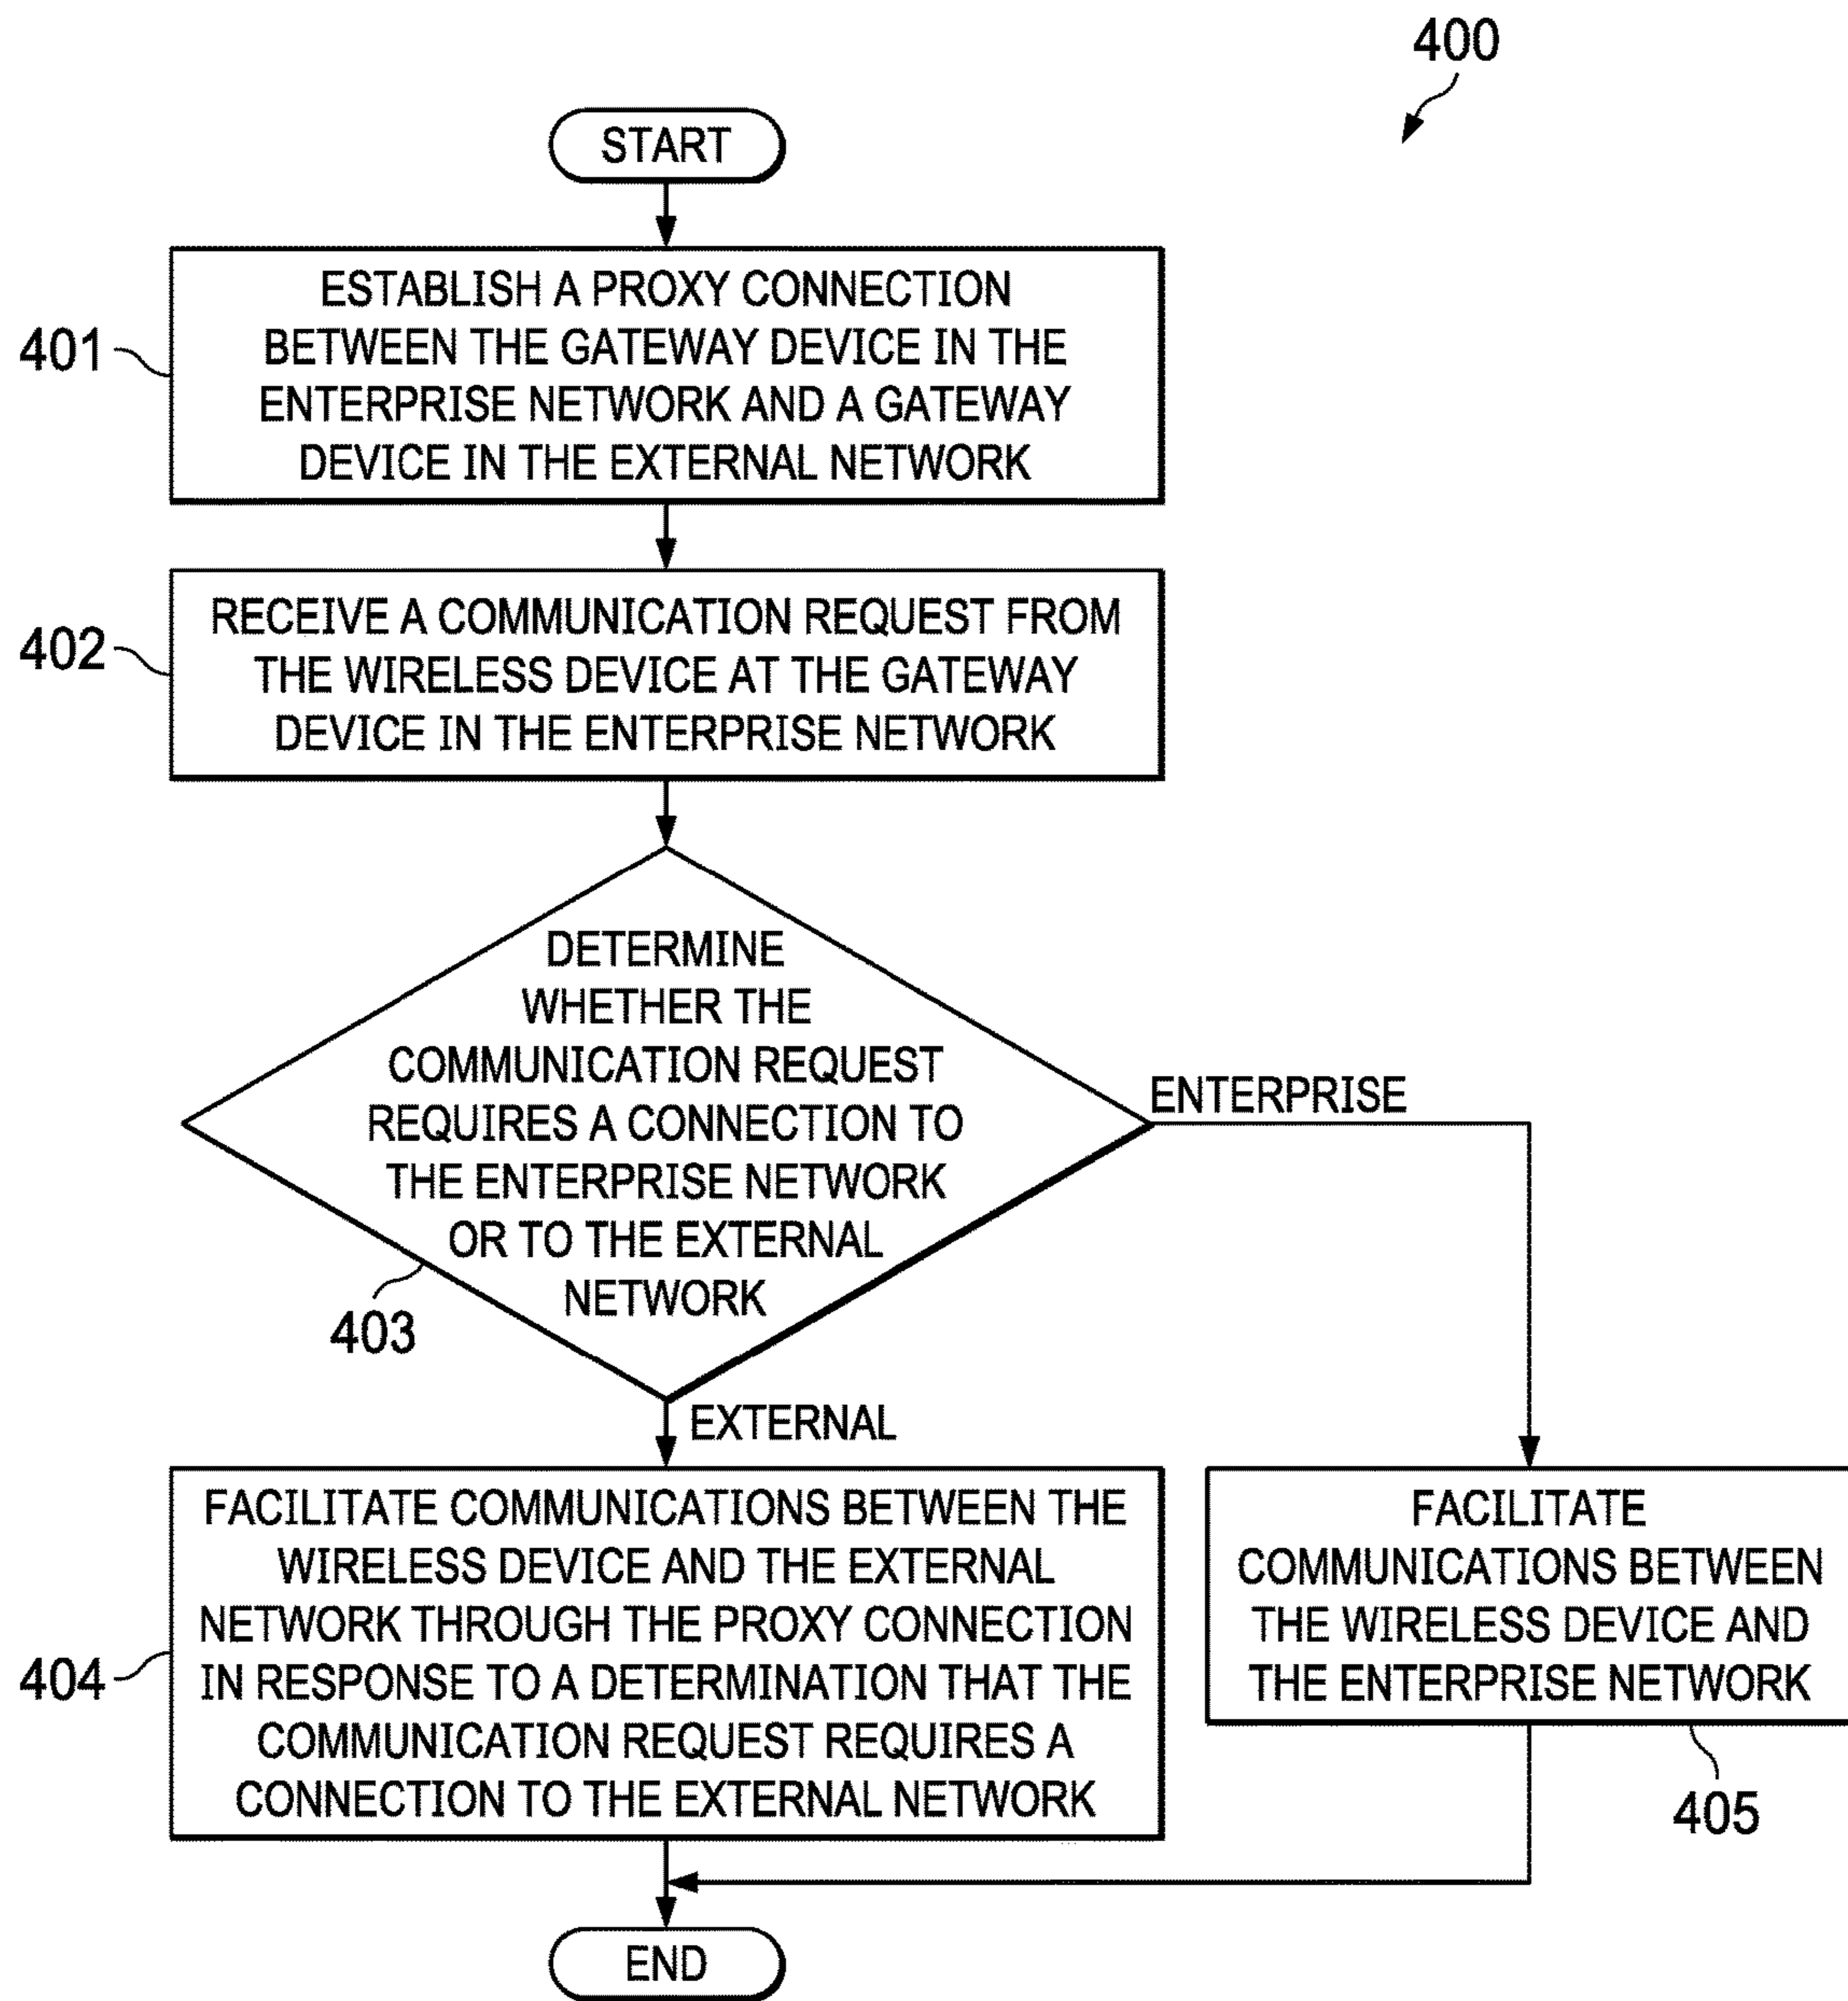 400
START
401
ESTABLISH A PROXY CONNECTION
BETWEEN THE GATEWAY DEVICE IN THE
ENTERPRISE NETWORK AND A GATEWAY
DEVICE IN THE EXTERNAL NETWORK
402
RECEIVE A COMMUNICATION REQUEST FROM
THE WIRELESS DEVICE AT THE GATEWAY
DEVICE IN THE ENTERPRISE NETWORK
DETERMINE
WHETHER THE
COMMUNICATION REQUEST
REQUIRES A CONNECTION TO
THE ENTERPRISE NETWORK
OR TO THE EXTERNAL
NETWORK
403
ENTERPRISE
EXTERNAL
404
FACILITATE COMMUNICATIONS BETWEEN THE
WIRELESS DEVICE AND THE EXTERNAL
NETWORK THROUGH THE PROXY CONNECTION
IN RESPONSE TO A DETERMINATION THAT THE
COMMUNICATION REQUEST REQUIRES A
CONNECTION TO THE EXTERNAL NETWORK
FACILITATE
COMMUNICATIONS BETWEEN
THE WIRELESS DEVICE AND
THE ENTERPRISE NETWORK
405
END